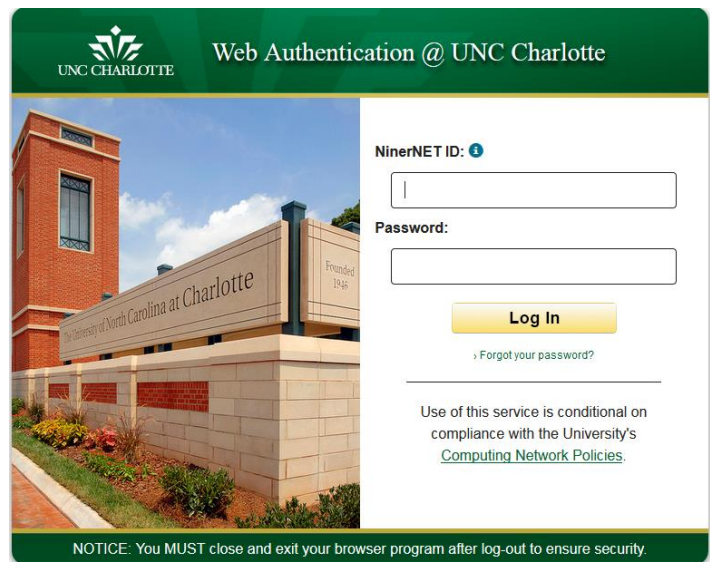 UNC CHARLOTTE
Web Authentication @ UNC Charlotte
The University of North Carolina at Charlotte
Founded
1946
NinerNET ID:
Password:
Log In
› Forgot your password?
Use of this service is conditional on
compliance with the University's
Computing Network Policies.
NOTICE: You MUST close and exit your browser program after log-out to ensure security.